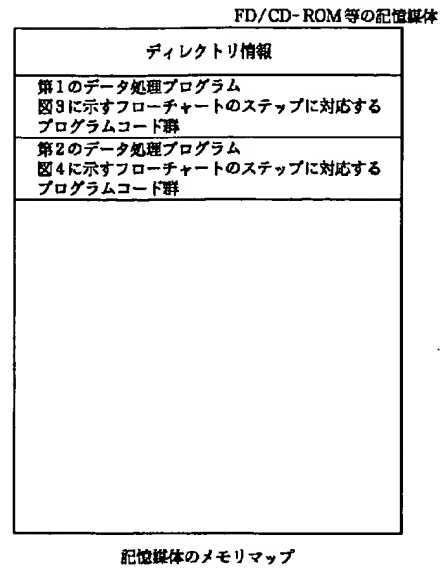 FD/CD-ROM等の記憶媒体
ディレクトリ情報
第1のデータ処理プログラム
図3に示すフローチャートのステップに対応する
プログラムコード群
第2のデータ処理プログラム
図4に示すフローチャートのステップに対応する
プログラムコード群
記憶媒体のメモリマップ